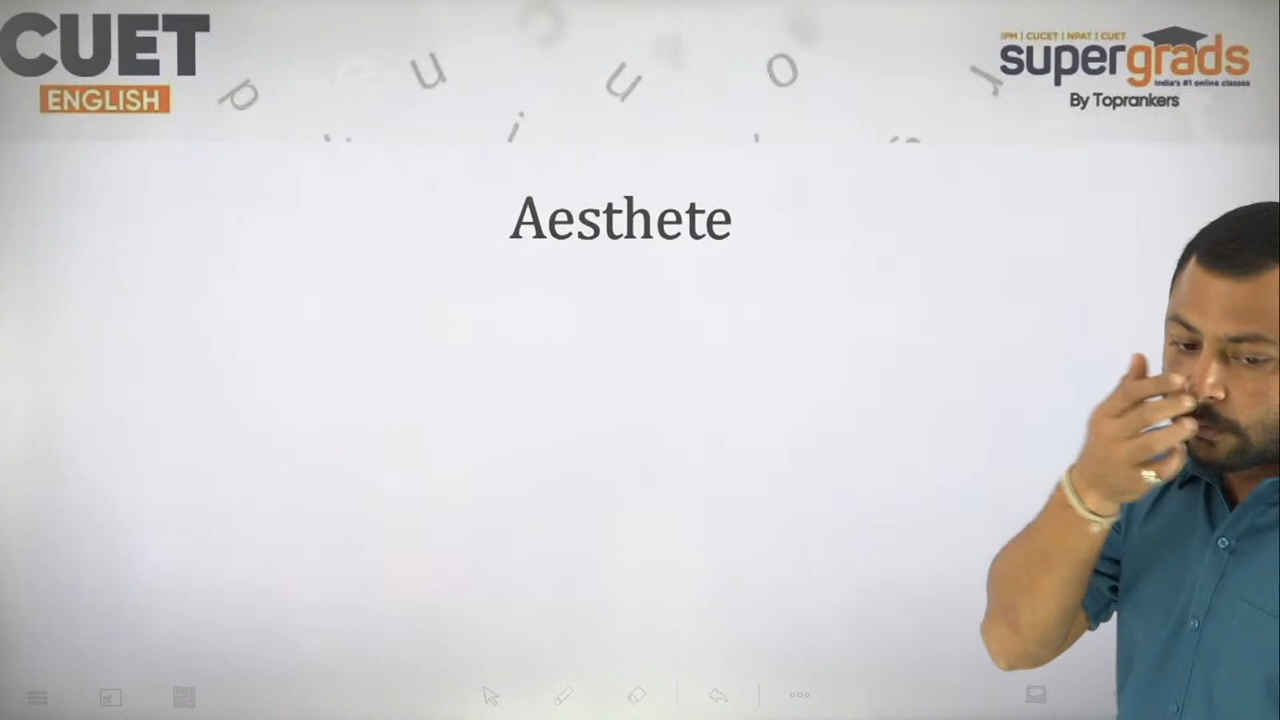 CUET
ENGLISH
IPM | CUCET | NPAT | CUET
supergrads
India's #1 online classes
By Toprankers
p u i u o r
Aesthete